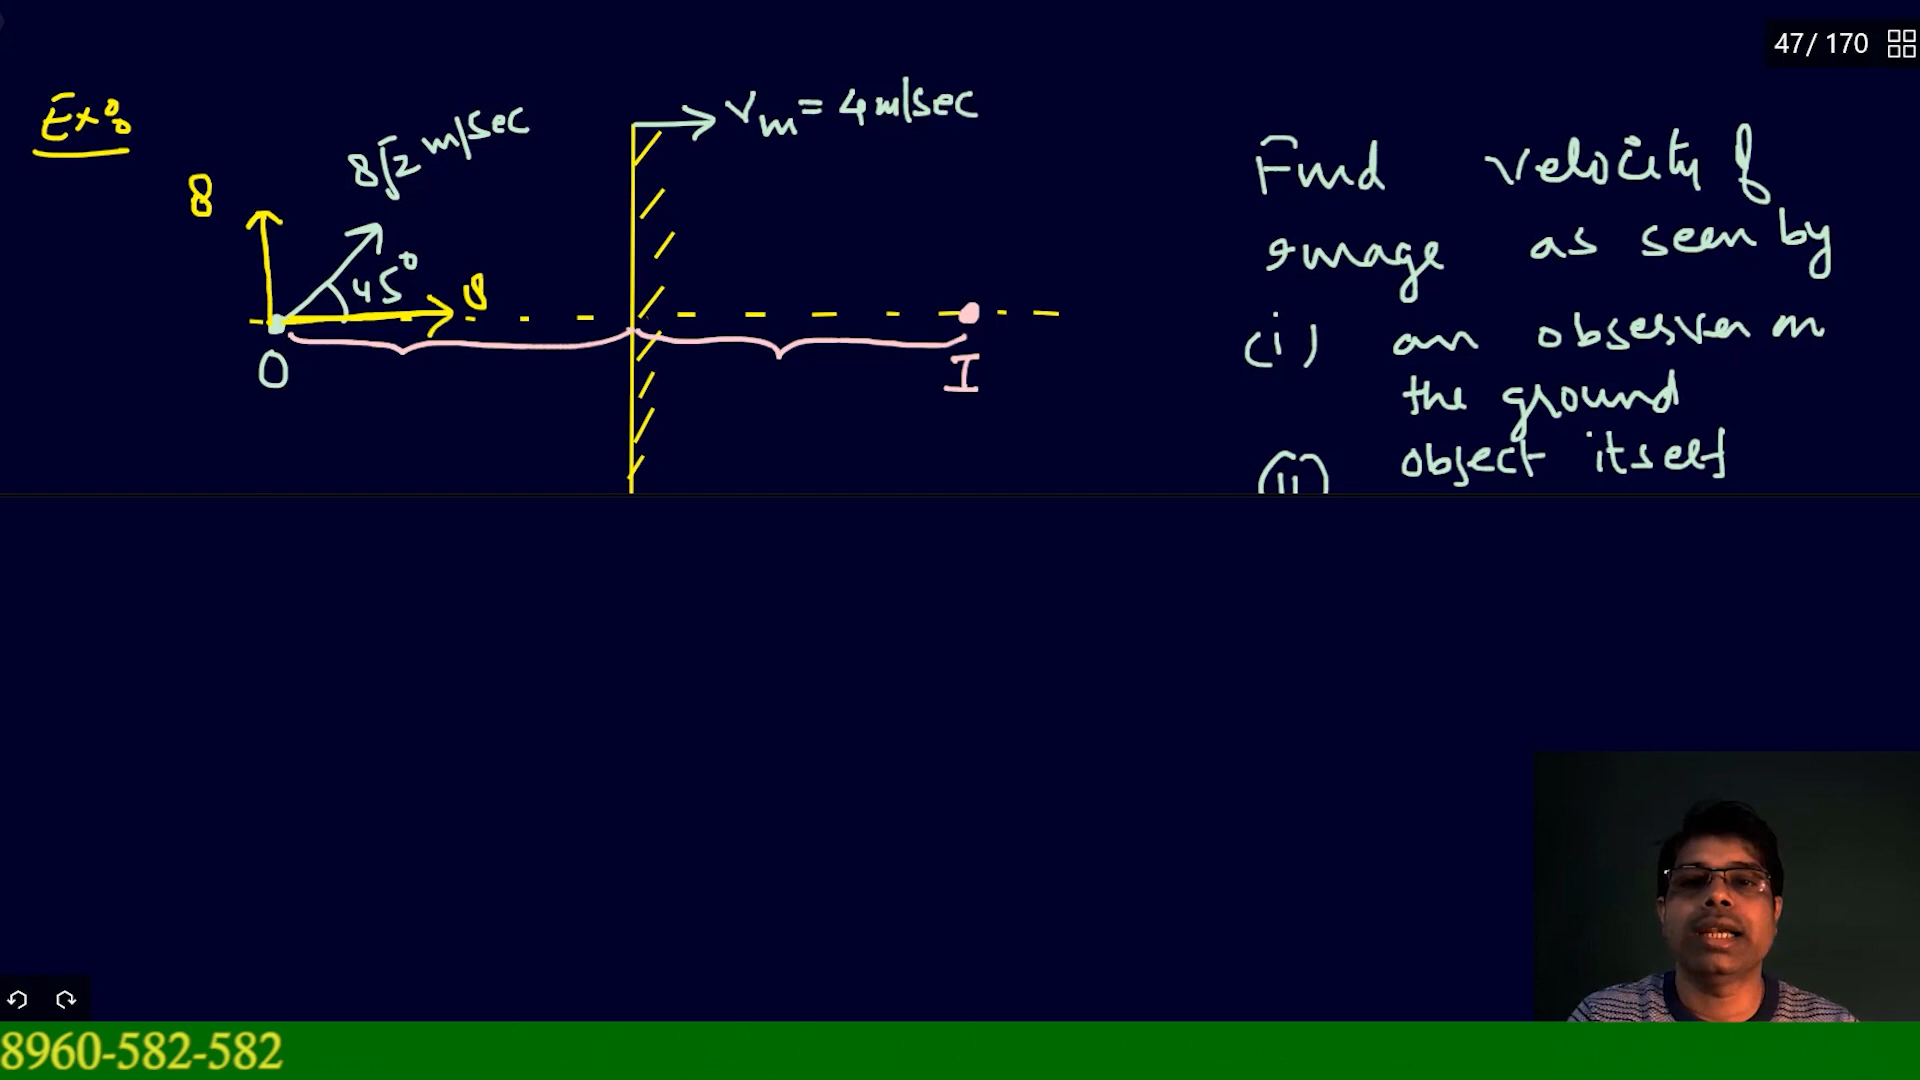 47/ 170
Ex:
8√2 m/sec
Vm = 4 m/sec
8
45°
8
O
I
Find velocity of
image as seen by
(i) an observer on
the ground
(ii) object itself
8960-582-582